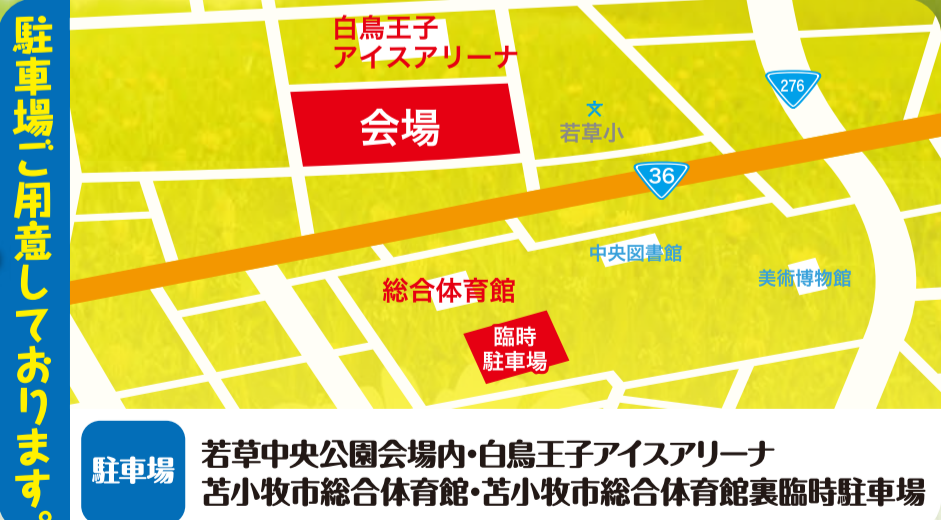 駐車場ご用意しております。
白鳥王子
アイスアリーナ
会場
若草小
276
36
中央図書館
美術博物館
総合体育館
臨時
駐車場
駐車場
若草中央公園会場内・白鳥王子アイスアリーナ
苫小牧市総合体育館・苫小牧市総合体育館裏臨時駐車場